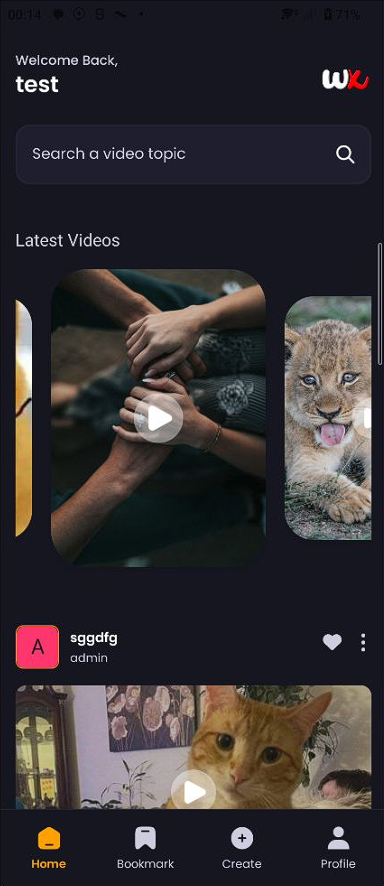 00:14
71%
Welcome Back,
test
WX
Search a video topic
Latest Videos
A
sggdfg
admin
Home
Bookmark
Create
Profile